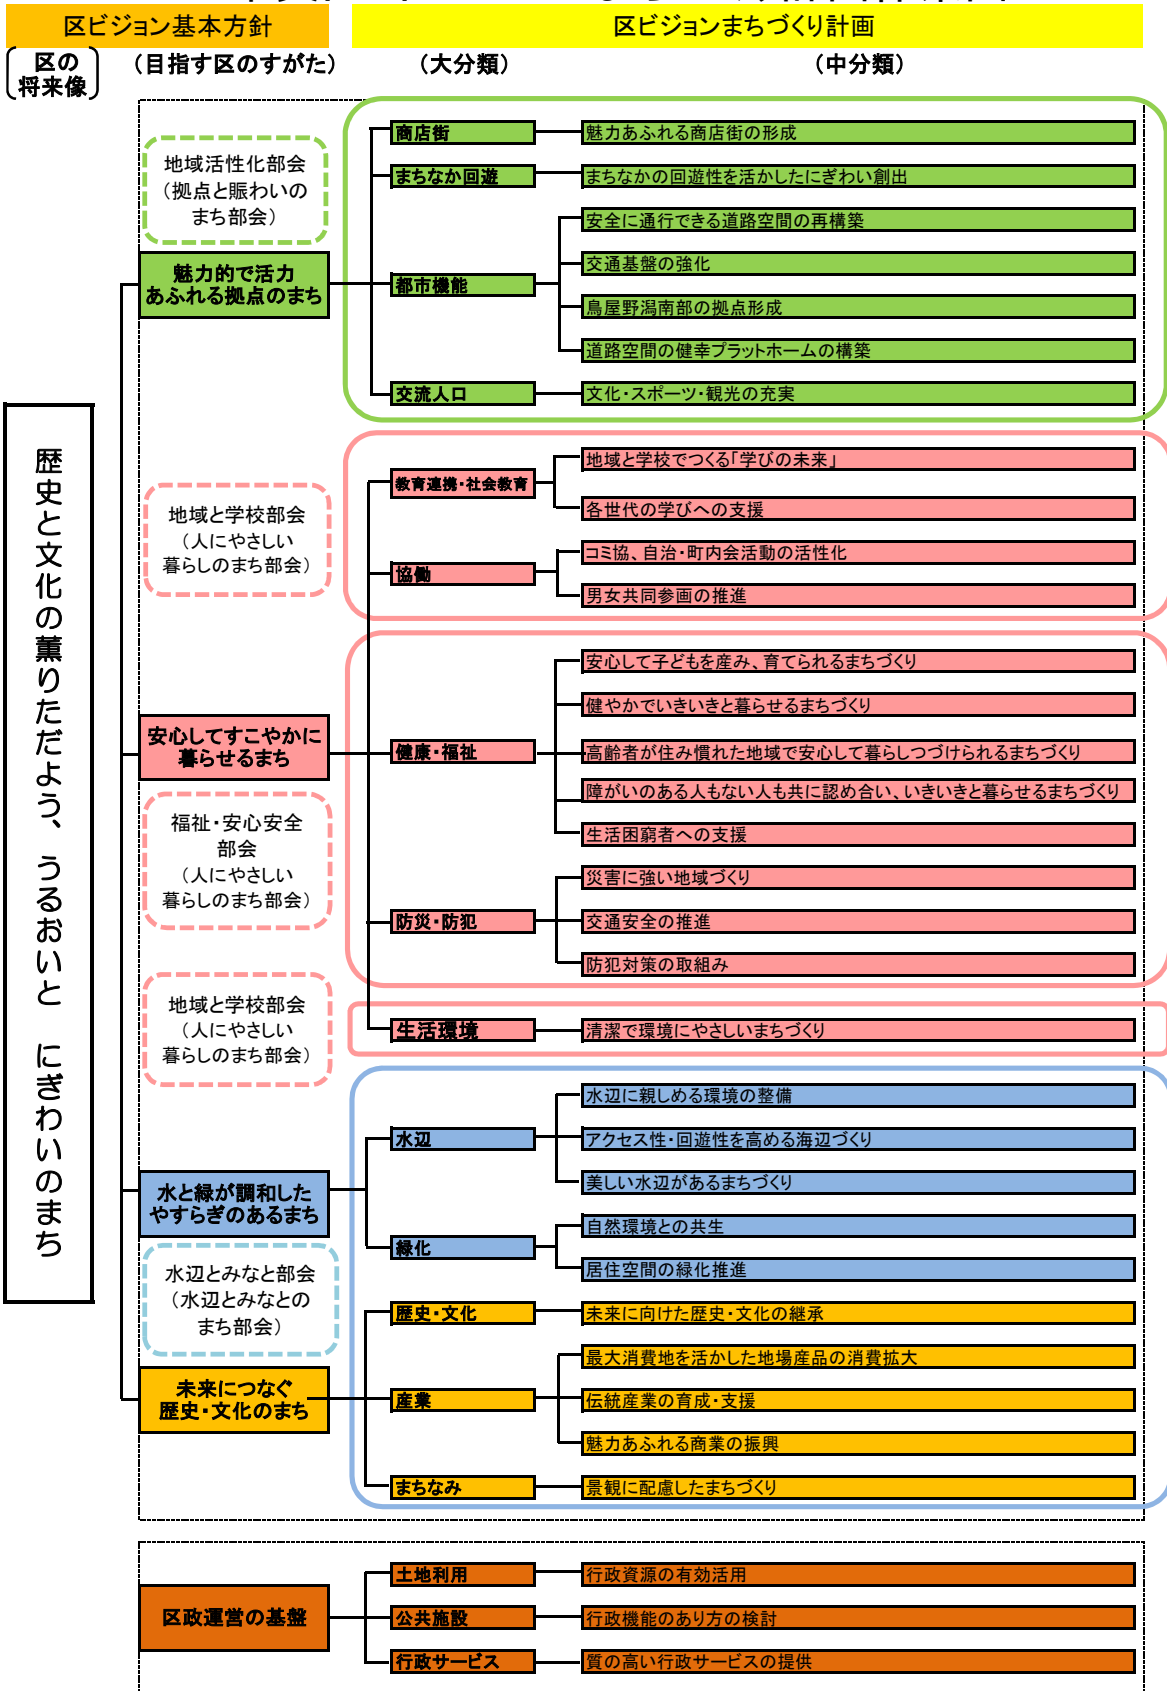 区ビジョン基本方針
区ビジョンまちづくり計画
区の
将来像
（目指す区のすがた）
（大分類）
（中分類）
歴史と文化の薫りただよう、うるおいと にぎわいのまち
地域活性化部会
（拠点と賑わいの
まち部会）
魅力的で活力
あふれる拠点のまち
商店街
魅力あふれる商店街の形成
まちなか回遊
まちなかの回遊性を活かしたにぎわい創出
都市機能
安全に通行できる道路空間の再構築
交通基盤の強化
鳥屋野潟南部の拠点形成
道路空間の健幸プラットホームの構築
交流人口
文化・スポーツ・観光の充実
地域と学校部会
（人にやさしい
暮らしのまち部会）
教育連携・社会教育
地域と学校でつくる「学びの未来」
各世代の学びへの支援
協働
コミ協、自治・町内会活動の活性化
男女共同参画の推進
安心してすこやかに
暮らせるまち
健康・福祉
安心して子どもを産み、育てられるまちづくり
健やかでいきいきと暮らせるまちづくり
高齢者が住み慣れた地域で安心して暮らしつづけられるまちづくり
障がいのある人もない人も共に認め合い、いきいきと暮らせるまちづくり
生活困窮者への支援
福祉・安心安全
部会
（人にやさしい
暮らしのまち部会）
防災・防犯
災害に強い地域づくり
交通安全の推進
防犯対策の取組み
地域と学校部会
（人にやさしい
暮らしのまち部会）
生活環境
清潔で環境にやさしいまちづくり
水と緑が調和した
やすらぎのあるまち
水辺
水辺に親しめる環境の整備
アクセス性・回遊性を高める海辺づくり
美しい水辺があるまちづくり
緑化
自然環境との共生
居住空間の緑化推進
水辺とみなと部会
（水辺とみなとの
まち部会）
未来につなぐ
歴史・文化のまち
歴史・文化
未来に向けた歴史・文化の継承
産業
最大消費地を活かした地場産品の消費拡大
伝統産業の育成・支援
魅力あふれる商業の振興
まちなみ
景観に配慮したまちづくり
区政運営の基盤
土地利用
行政資源の有効活用
公共施設
行政機能のあり方の検討
行政サービス
質の高い行政サービスの提供